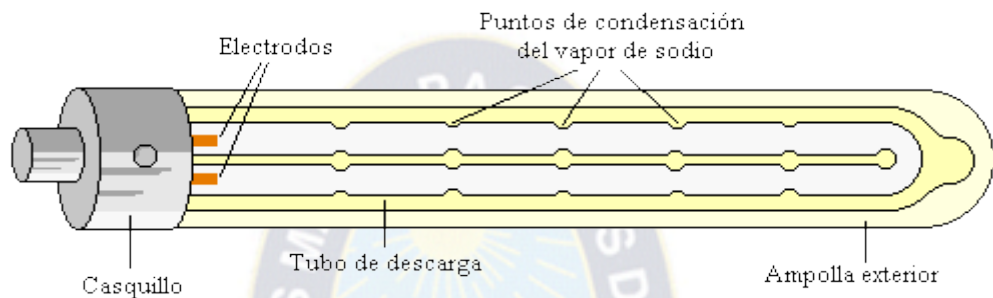 Puntos de condensación
del vapor de sodio
Electrodos
Tubo de descarga
Ampolla exterior
Casquillo